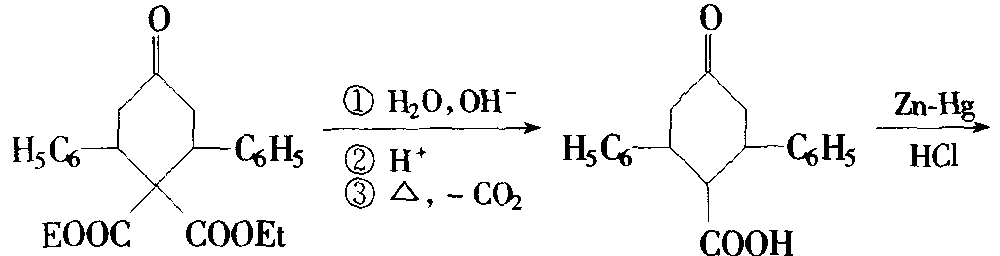 O
O
① H₂O, OH⁻
Zn-Hg
H₅C₆
C₆H₅
② H⁺
H₅C₆
C₆H₅
HCl
③ △, − CO₂
EOOC
COOEt
COOH